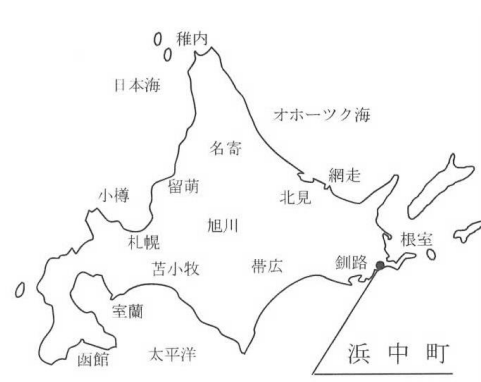 稚内
日本海
オホーツク海
名寄
網走
留萌
北見
小樽
旭川
根室
札幌
釧路
苫小牧
帯広
室蘭
浜中町
函館
太平洋